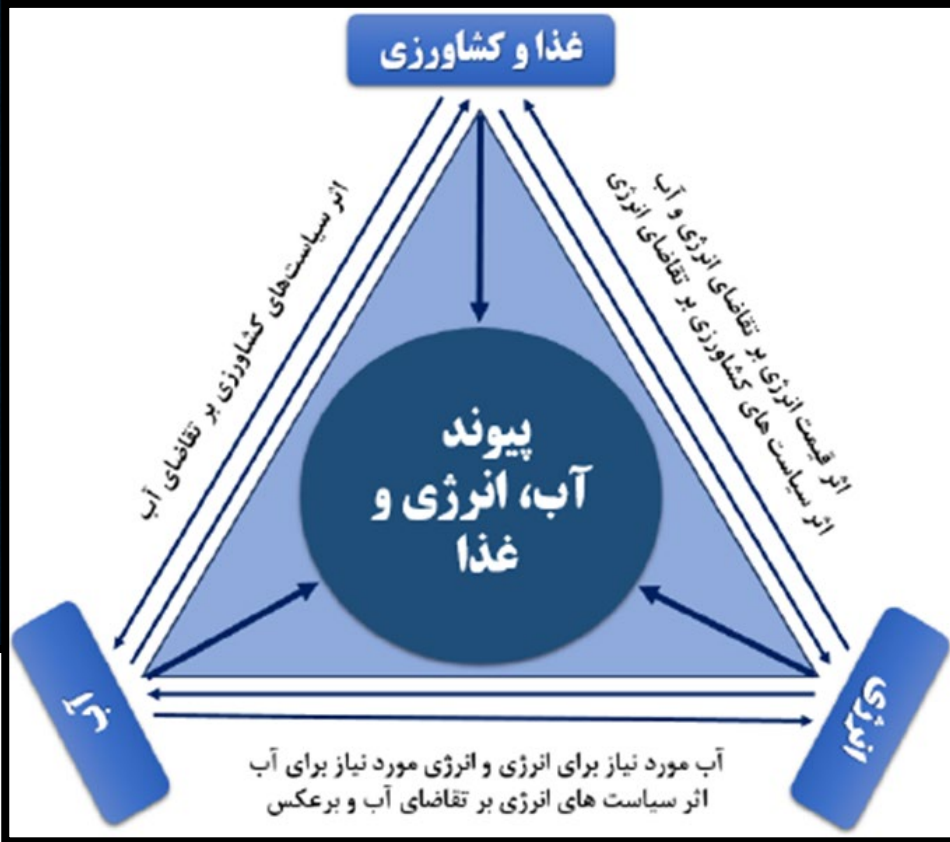 غذا و کشاورزی
اثر سیاست‌های کشاورزی بر تقاضای آب
اثر قیمت انرژی بر تقاضای انرژی و آب
اثر سیاست های کشاورزی بر تقاضای انرژی
پیوند
آب، انرژی و
غذا
آب
انرژی
آب مورد نیاز برای انرژی و انرژی مورد نیاز برای آب
اثر سیاست های انرژی بر تقاضای آب و برعکس